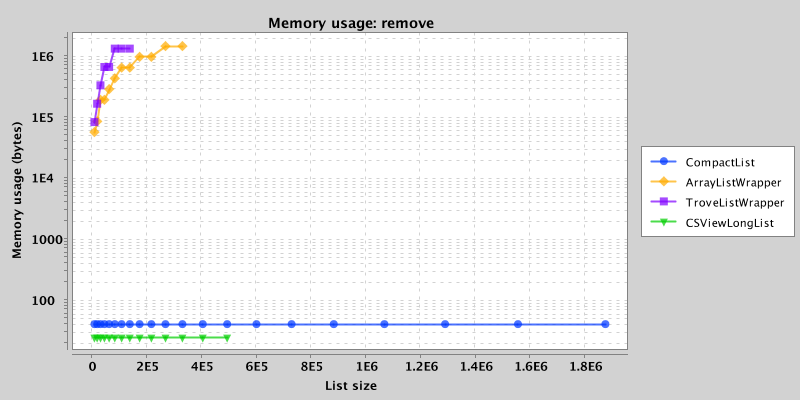 Memory usage: remove
Memory usage (bytes)
1E6
1E5
1E4
1000
100
0 2E5 4E5 6E5 8E5 1E6 1.2E6 1.4E6 1.6E6 1.8E6
List size
CompactList
ArrayListWrapper
TroveListWrapper
CSViewLongList